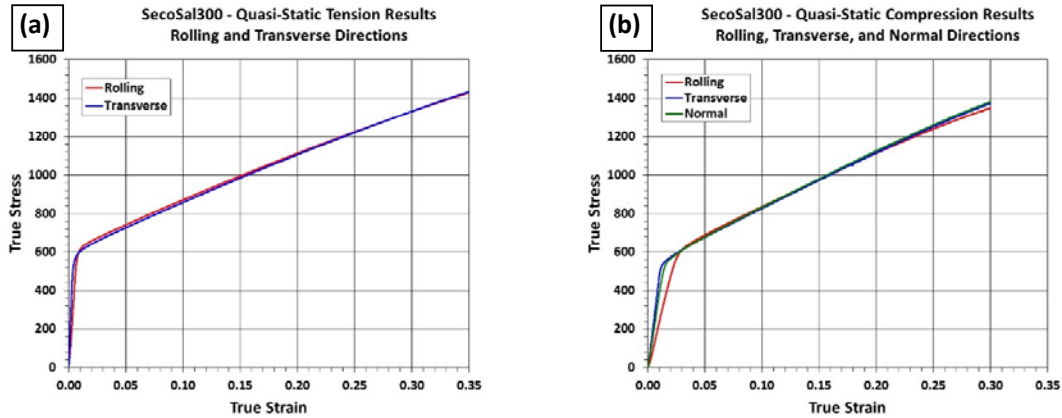 (a)
SecoSal300 - Quasi-Static Tension Results
Rolling and Transverse Directions
1600
1400
1200
1000
800
600
400
200
0
True Stress
Rolling
Transverse
0.00 0.05 0.10 0.15 0.20 0.25 0.30 0.35
True Strain
(b)
SecoSal300 - Quasi-Static Compression Results
Rolling, Transverse, and Normal Directions
1600
1400
1200
1000
800
600
400
200
0
True Stress
Rolling
Transverse
Normal
0.00 0.05 0.10 0.15 0.20 0.25 0.30 0.35
True Strain